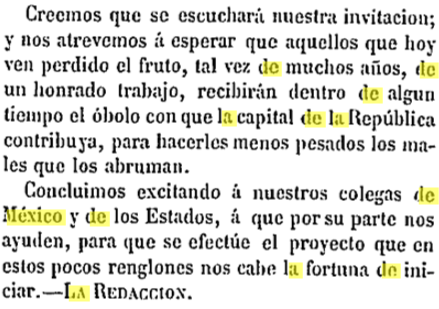 Creemos que se escuchará nuestra invitacion;
y nos atrevemos á esperar que aquellos que hoy
ven perdido el fruto, tal vez de muchos años, de
un honrado trabajo, recibirán dentro de algun
tiempo el óbolo con que la capital de la República
contribuya, para hacerles menos pesados los ma-
les que los abruman.
Concluimos excitando á nuestros colegas de
México y de los Estados, á que por su parte nos
ayuden, para que se efectúe el proyecto que en
estos pocos renglones nos cabe la fortuna de ini-
ciar.—LA REDACCION.